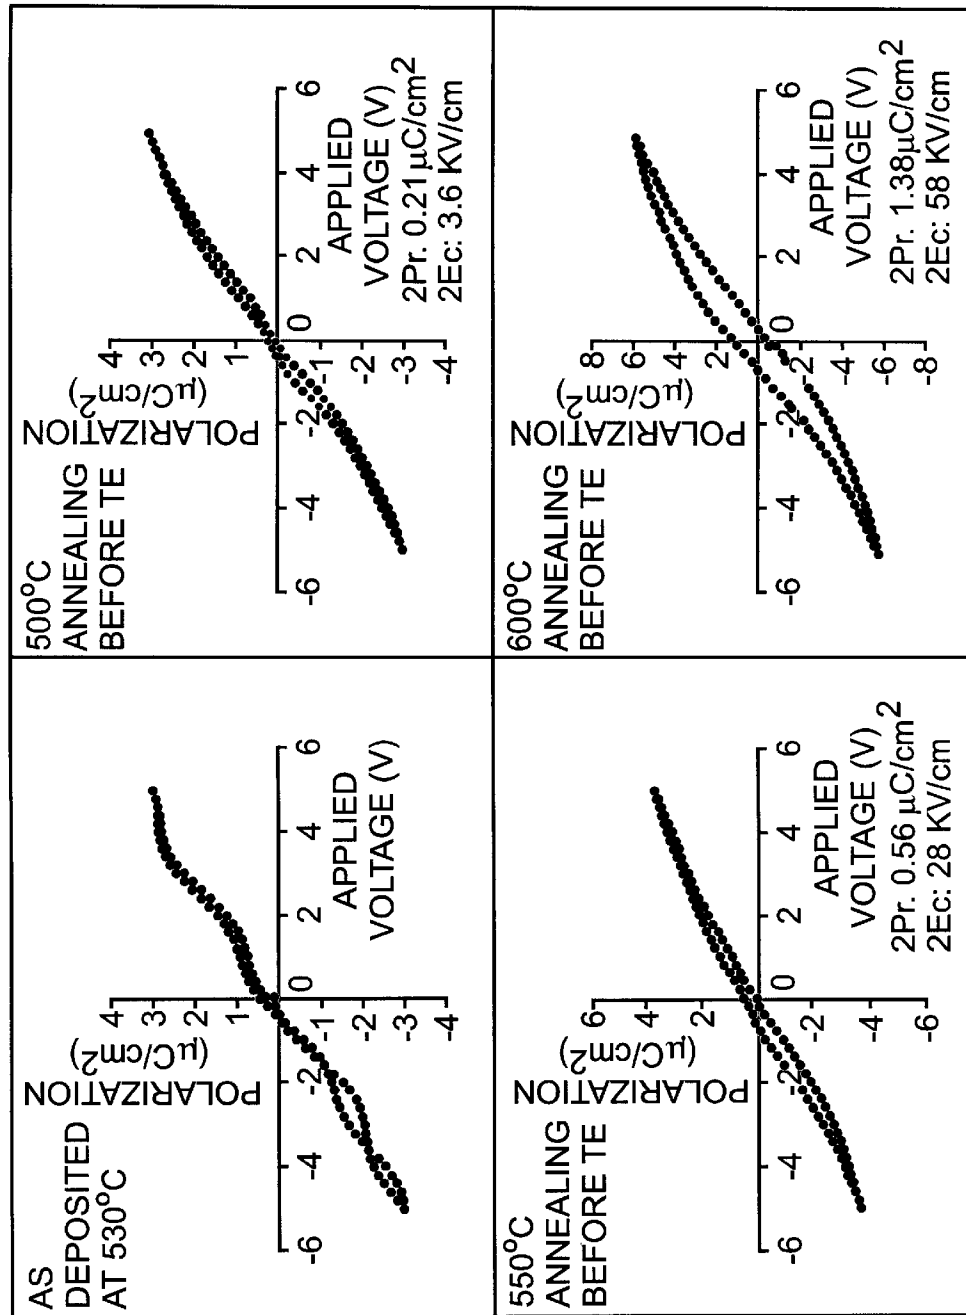 AS
DEPOSITED
AT 530°C
POLARIZATION
(μC/cm2)
4
3
2
1
-1
-2
-3
-4
-6 -4 -2 0 2 4 6
APPLIED
VOLTAGE (V)
500°C
ANNEALING
BEFORE TE
POLARIZATION
(μC/cm2)
4
3
2
1
-1
-2
-3
-4
-6 -4 -2 0 2 4 6
APPLIED
VOLTAGE (V)
2Pr. 0.21 μC/cm2
2Ec: 3.6 KV/cm
550°C
ANNEALING
BEFORE TE
POLARIZATION
(μC/cm2)
6
4
2
-2
-4
-6
-6 -4 -2 0 2 4 6
APPLIED
VOLTAGE (V)
2Pr. 0.56 μC/cm2
2Ec: 28 KV/cm
600°C
ANNEALING
BEFORE TE
POLARIZATION
(μC/cm2)
8
6
4
2
0
-2
-4
-6
-8
-6 -4 -2 0 2 4 6
APPLIED
VOLTAGE (V)
2Pr. 1.38μC/cm2
2Ec: 58 KV/cm